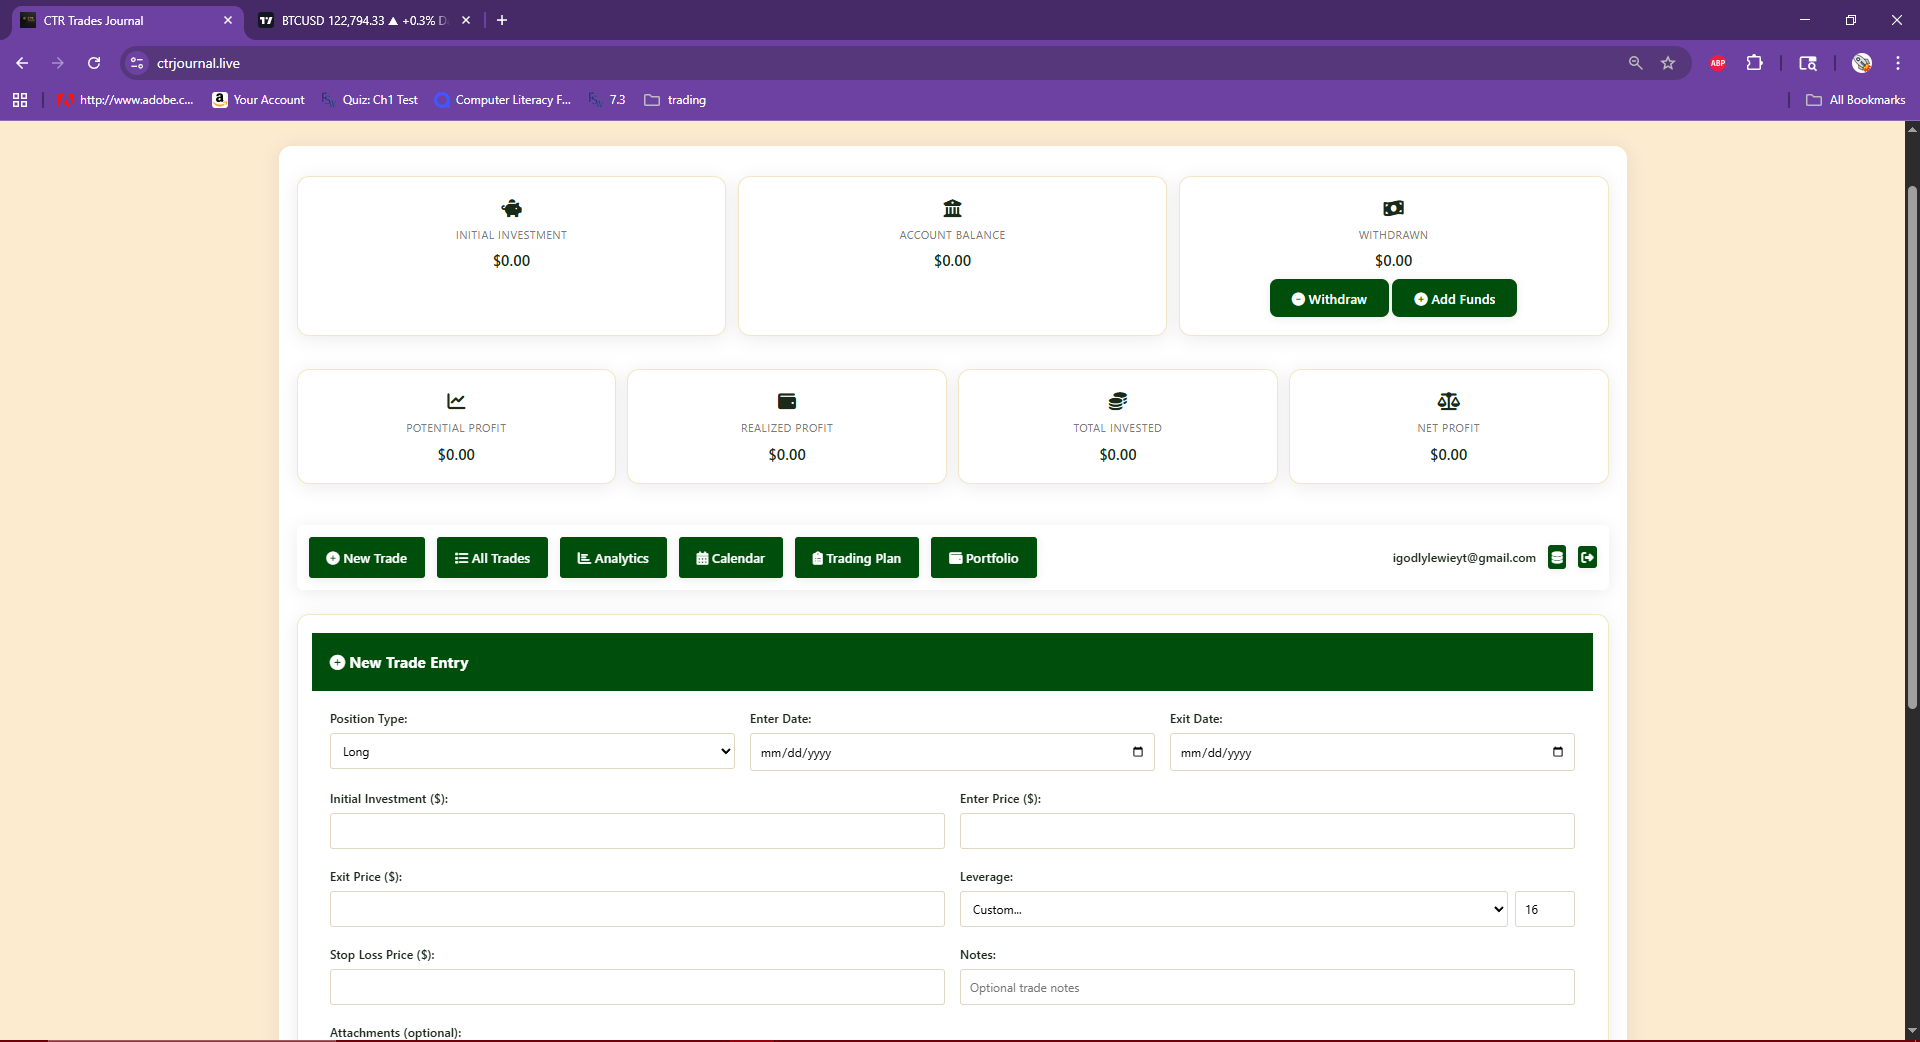 CTR Trades Journal
BTCUSD 122,794.33 ▲ +0.3% D
ctrjournal.live
ABP
http://www.adobe.c...
Your Account
Quiz: Ch1 Test
Computer Literacy F...
7.3
trading
All Bookmarks
INITIAL INVESTMENT
$0.00
ACCOUNT BALANCE
$0.00
WITHDRAWN
$0.00
Withdraw
Add Funds
POTENTIAL PROFIT
$0.00
REALIZED PROFIT
$0.00
TOTAL INVESTED
$0.00
NET PROFIT
$0.00
New Trade
All Trades
Analytics
Calendar
Trading Plan
Portfolio
igodlylewieyt@gmail.com
New Trade Entry
Position Type:
Enter Date:
Exit Date:
Long
mm/dd/yyyy
mm/dd/yyyy
Initial Investment ($):
Enter Price ($):
Exit Price ($):
Leverage:
Custom...
16
Stop Loss Price ($):
Notes:
Optional trade notes
Attachments (optional):